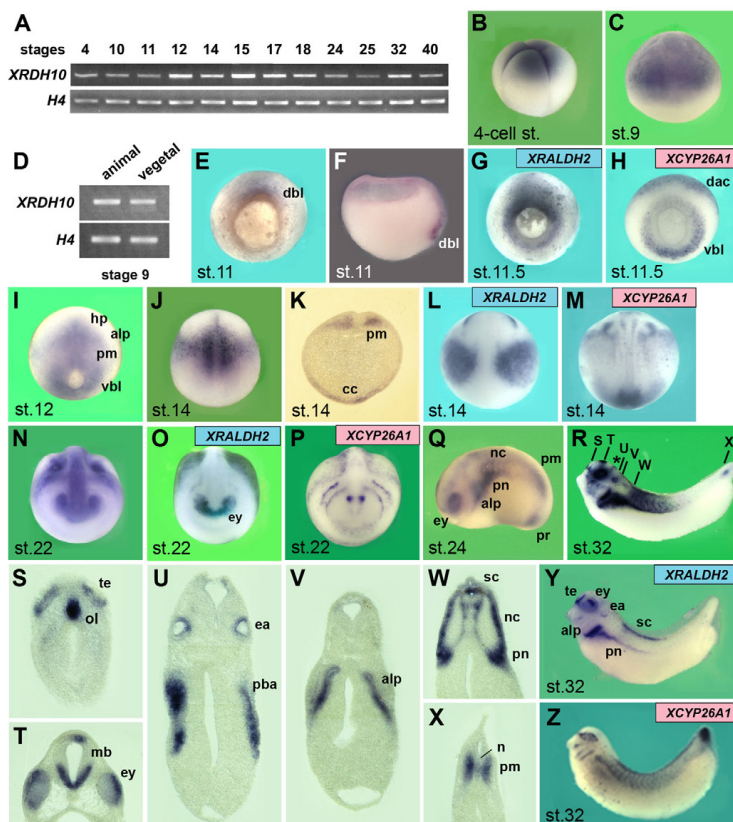 A
stages 4 10 11 12 14 15 17 18 24 25 32 40
XRDH10
H4
B
4-cell st.
C
st.9
D
animal vegetal
XRDH10
H4
stage 9
E
dbl
st.11
F
dbl
st.11
G XRALDH2
st.11.5
H XCYP26A1
dac
vbl
st.11.5
I
hp
alp
pm
vbl
st.12
J
st.14
K
pm
cc
st.14
L XRALDH2
st.14
M XCYP26A1
st.14
N
st.22
O XRALDH2
ey
st.22
P XCYP26A1
st.22
Q
nc
pm
pn
alp
ey
pr
st.24
R
S T * U V W X
st.32
S
te
ol
T
mb
ey
U
ea
pba
V
alp
W
sc
nc
pn
X
n
pm
Y XRALDH2
te ey
ea
sc
alp
pn
st.32
Z XCYP26A1
st.32